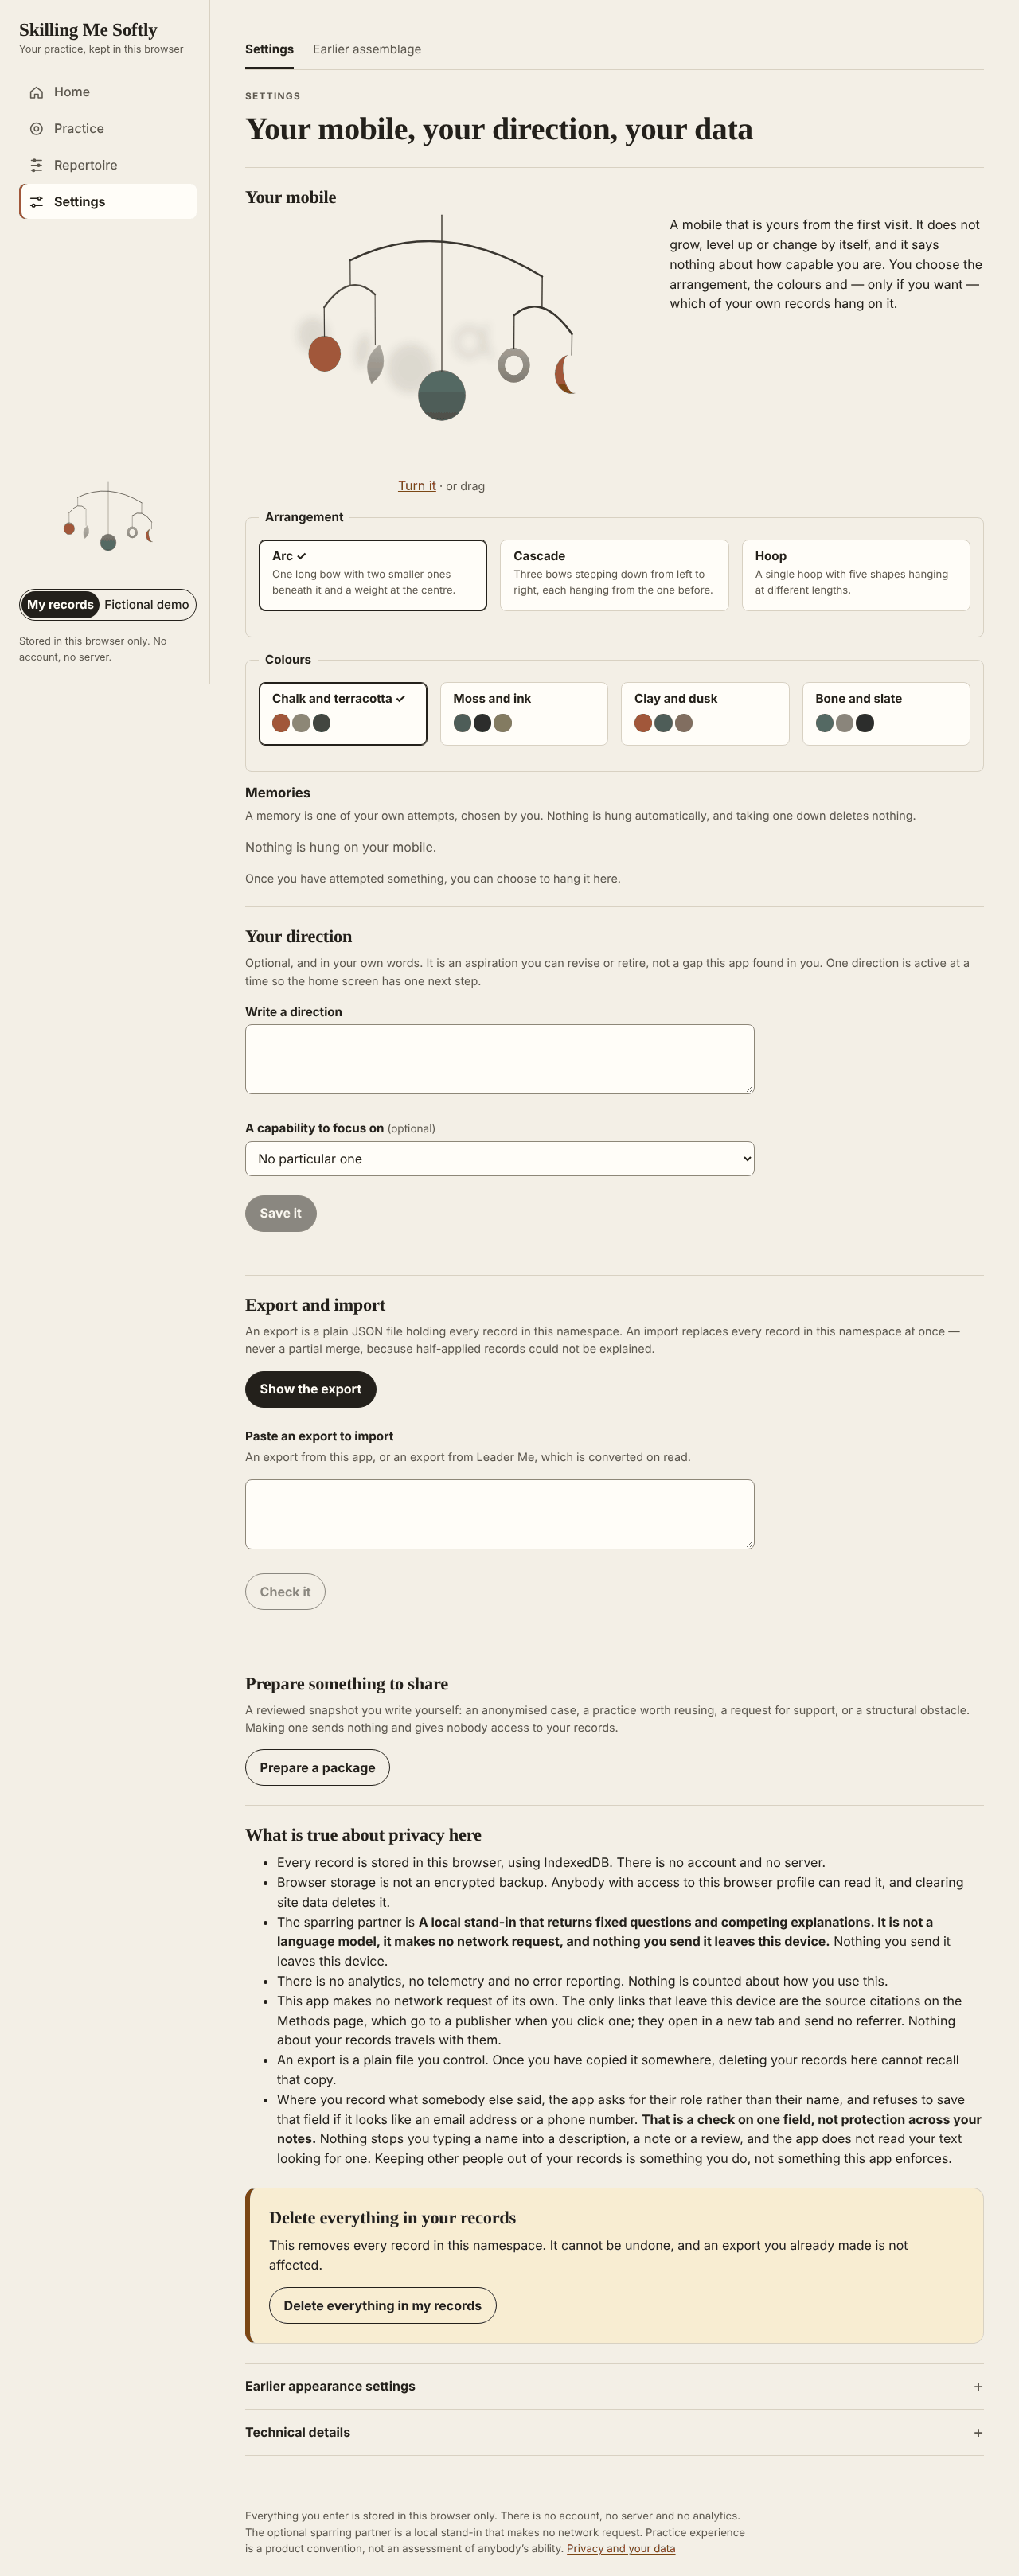 Skilling Me Softly
Your practice, kept in this browser
Home
Practice
Repertoire
Settings
My records
Fictional demo
Stored in this browser only. No
account, no server.
Settings
Earlier assemblage
SETTINGS
Your mobile, your direction, your data
Your mobile
A mobile that is yours from the first visit. It does not
grow, level up or change by itself, and it says
nothing about how capable you are. You choose the
arrangement, the colours and — only if you want —
which of your own records hang on it.
Turn it · or drag
Arrangement
Arc ✓
One long bow with two smaller ones
beneath it and a weight at the centre.
Cascade
Three bows stepping down from left to
right, each hanging from the one before.
Hoop
A single hoop with five shapes hanging
at different lengths.
Colours
Chalk and terracotta ✓
Moss and ink
Clay and dusk
Bone and slate
Memories
A memory is one of your own attempts, chosen by you. Nothing is hung automatically, and taking one down deletes nothing.
Nothing is hung on your mobile.
Once you have attempted something, you can choose to hang it here.
Your direction
Optional, and in your own words. It is an aspiration you can revise or retire, not a gap this app found in you. One direction is active at a
time so the home screen has one next step.
Write a direction
A capability to focus on (optional)
No particular one
Save it
Export and import
An export is a plain JSON file holding every record in this namespace. An import replaces every record in this namespace at once —
never a partial merge, because half-applied records could not be explained.
Show the export
Paste an export to import
An export from this app, or an export from Leader Me, which is converted on read.
Check it
Prepare something to share
A reviewed snapshot you write yourself: an anonymised case, a practice worth reusing, a request for support, or a structural obstacle.
Making one sends nothing and gives nobody access to your records.
Prepare a package
What is true about privacy here
• Every record is stored in this browser, using IndexedDB. There is no account and no server.
• Browser storage is not an encrypted backup. Anybody with access to this browser profile can read it, and clearing
site data deletes it.
• The sparring partner is A local stand-in that returns fixed questions and competing explanations. It is not a
language model, it makes no network request, and nothing you send it leaves this device. Nothing you send it
leaves this device.
• There is no analytics, no telemetry and no error reporting. Nothing is counted about how you use this.
• This app makes no network request of its own. The only links that leave this device are the source citations on the
Methods page, which go to a publisher when you click one; they open in a new tab and send no referrer. Nothing
about your records travels with them.
• An export is a plain file you control. Once you have copied it somewhere, deleting your records here cannot recall
that copy.
• Where you record what somebody else said, the app asks for their role rather than their name, and refuses to save
that field if it looks like an email address or a phone number. That is a check on one field, not protection across your
notes. Nothing stops you typing a name into a description, a note or a review, and the app does not read your text
looking for one. Keeping other people out of your records is something you do, not something this app enforces.
Delete everything in your records
This removes every record in this namespace. It cannot be undone, and an export you already made is not
affected.
Delete everything in my records
Earlier appearance settings +
Technical details +
Everything you enter is stored in this browser only. There is no account, no server and no analytics.
The optional sparring partner is a local stand-in that makes no network request. Practice experience
is a product convention, not an assessment of anybody's ability. Privacy and your data